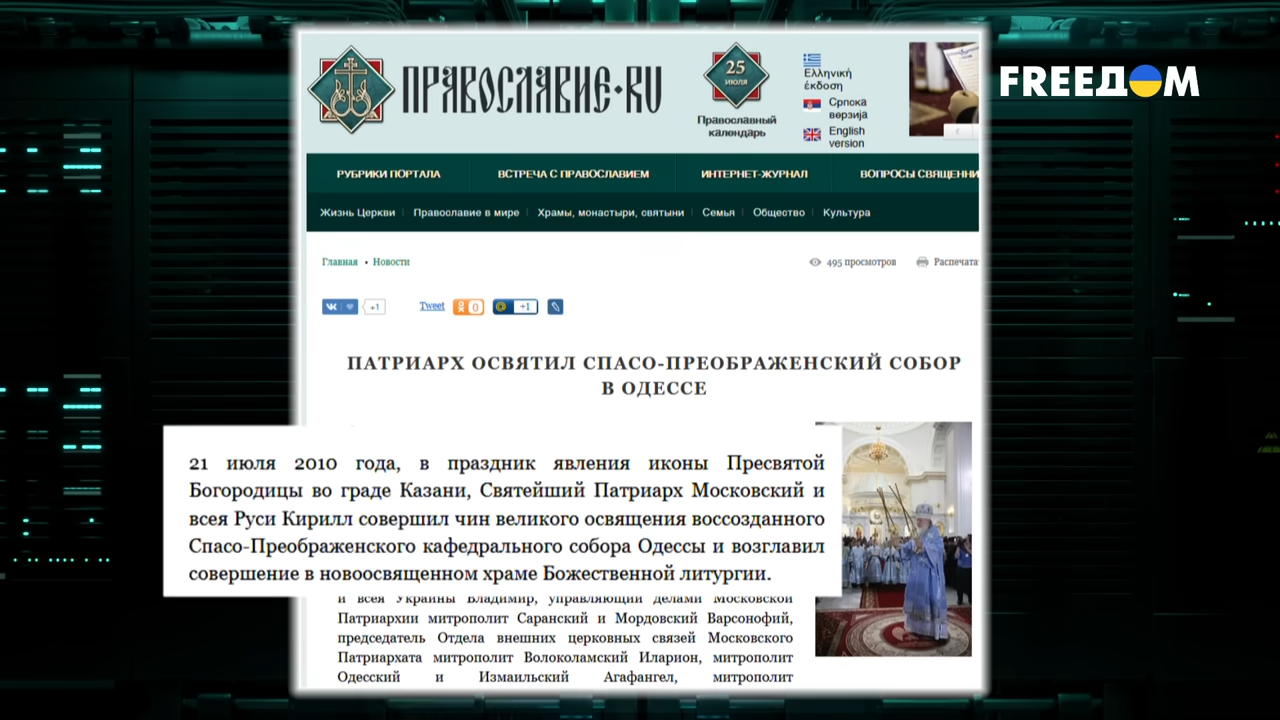 FREEDOM
ПРАВОСЛАВИЕ·RU
25
июля
Православный
календарь
Ελληνική
έκδοση
Српска
верзија
English
version
РУБРИКИ ПОРТАЛА ВСТРЕЧА С ПРАВОСЛАВИЕМ ИНТЕРНЕТ-ЖУРНАЛ ВОПРОСЫ СВЯЩЕННИ
Жизнь Церкви Православие в мире Храмы, монастыри, святыни Семья Общество Культура
Главная • Новости 495 просмотров Распечата
+1 Tweet 0 +1
ПАТРИАРХ ОСВЯТИЛ СПАСО-ПРЕОБРАЖЕНСКИЙ СОБОР
В ОДЕССЕ
21 июля 2010 года, в праздник явления иконы Пресвятой
Богородицы во граде Казани, Святейший Патриарх Московский и
всея Руси Кирилл совершил чин великого освящения воссозданного
Спасо-Преображенского кафедрального собора Одессы и возглавил
совершение в новоосвященном храме Божественной литургии.
и всея Украины Владимир, управляющий делами Московской
Патриархии митрополит Саранский и Мордовский Варсонофий,
председатель Отдела внешних церковных связей Московского
Патриархата митрополит Волоколамский Иларион, митрополит
Одесский и Измаильский Агафангел, митрополит